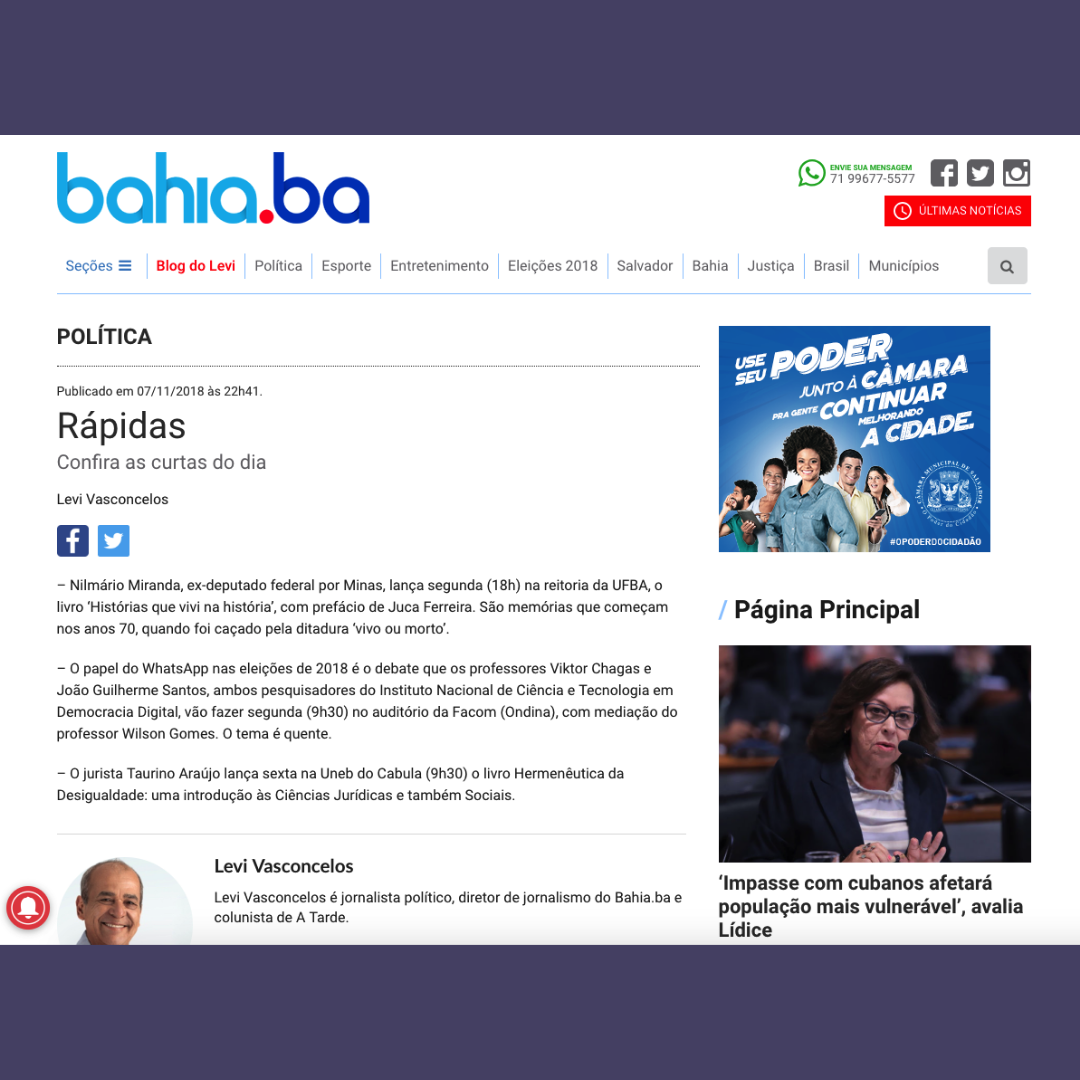 bahia.ba
ENVIE SUA MENSAGEM
71 99677-5577
ÚLTIMAS NOTÍCIAS
Seções
Blog do Levi
Política
Esporte
Entretenimento
Eleições 2018
Salvador
Bahia
Justiça
Brasil
Municípios
POLÍTICA
Publicado em 07/11/2018 às 22h41.
Rápidas
Confira as curtas do dia
Levi Vasconcelos
– Nilmário Miranda, ex-deputado federal por Minas, lança segunda (18h) na reitoria da UFBA, o
livro ‘Histórias que vivi na história’, com prefácio de Juca Ferreira. São memórias que começam
nos anos 70, quando foi caçado pela ditadura ‘vivo ou morto’.
– O papel do WhatsApp nas eleições de 2018 é o debate que os professores Viktor Chagas e
João Guilherme Santos, ambos pesquisadores do Instituto Nacional de Ciência e Tecnologia em
Democracia Digital, vão fazer segunda (9h30) no auditório da Facom (Ondina), com mediação do
professor Wilson Gomes. O tema é quente.
– O jurista Taurino Araújo lança sexta na Uneb do Cabula (9h30) o livro Hermenêutica da
Desigualdade: uma introdução às Ciências Jurídicas e também Sociais.
Levi Vasconcelos
Levi Vasconcelos é jornalista político, diretor de jornalismo do Bahia.ba e
colunista de A Tarde.
USE SEU PODER
JUNTO À CÂMARA
PRA GENTE CONTINUAR
MELHORANDO
A CIDADE.
CÂMARA MUNICIPAL DE SALVADOR
O Poder do Cidadão
#OPODERDOCIDADÃO
/ Página Principal
‘Impasse com cubanos afetará
população mais vulnerável’, avalia
Lídice